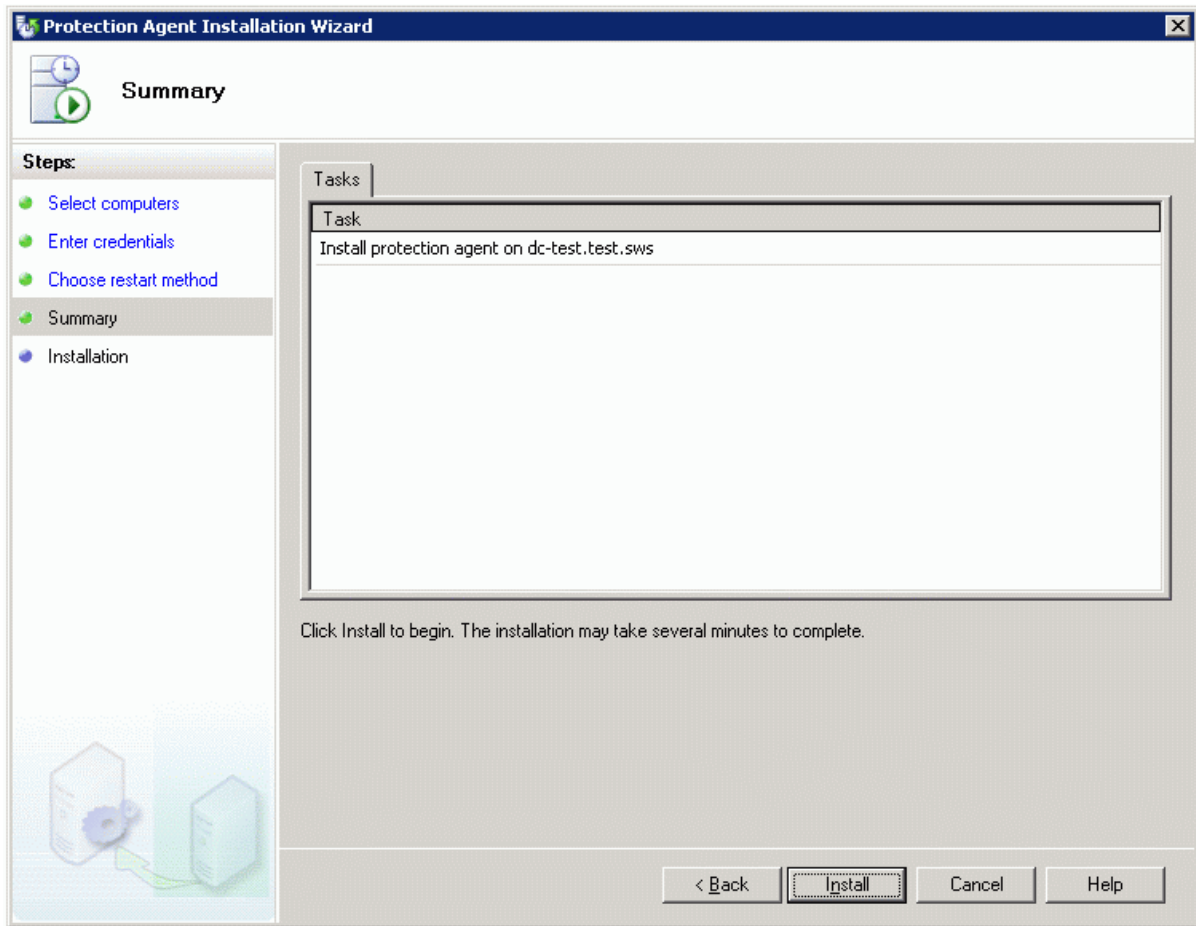 Protection Agent Installation Wizard
Summary
Steps:
Select computers
Enter credentials
Choose restart method
Summary
Installation
Tasks
Task
Install protection agent on dc-test.test.sws
Click Install to begin. The installation may take several minutes to complete.
< Back
Install
Cancel
Help